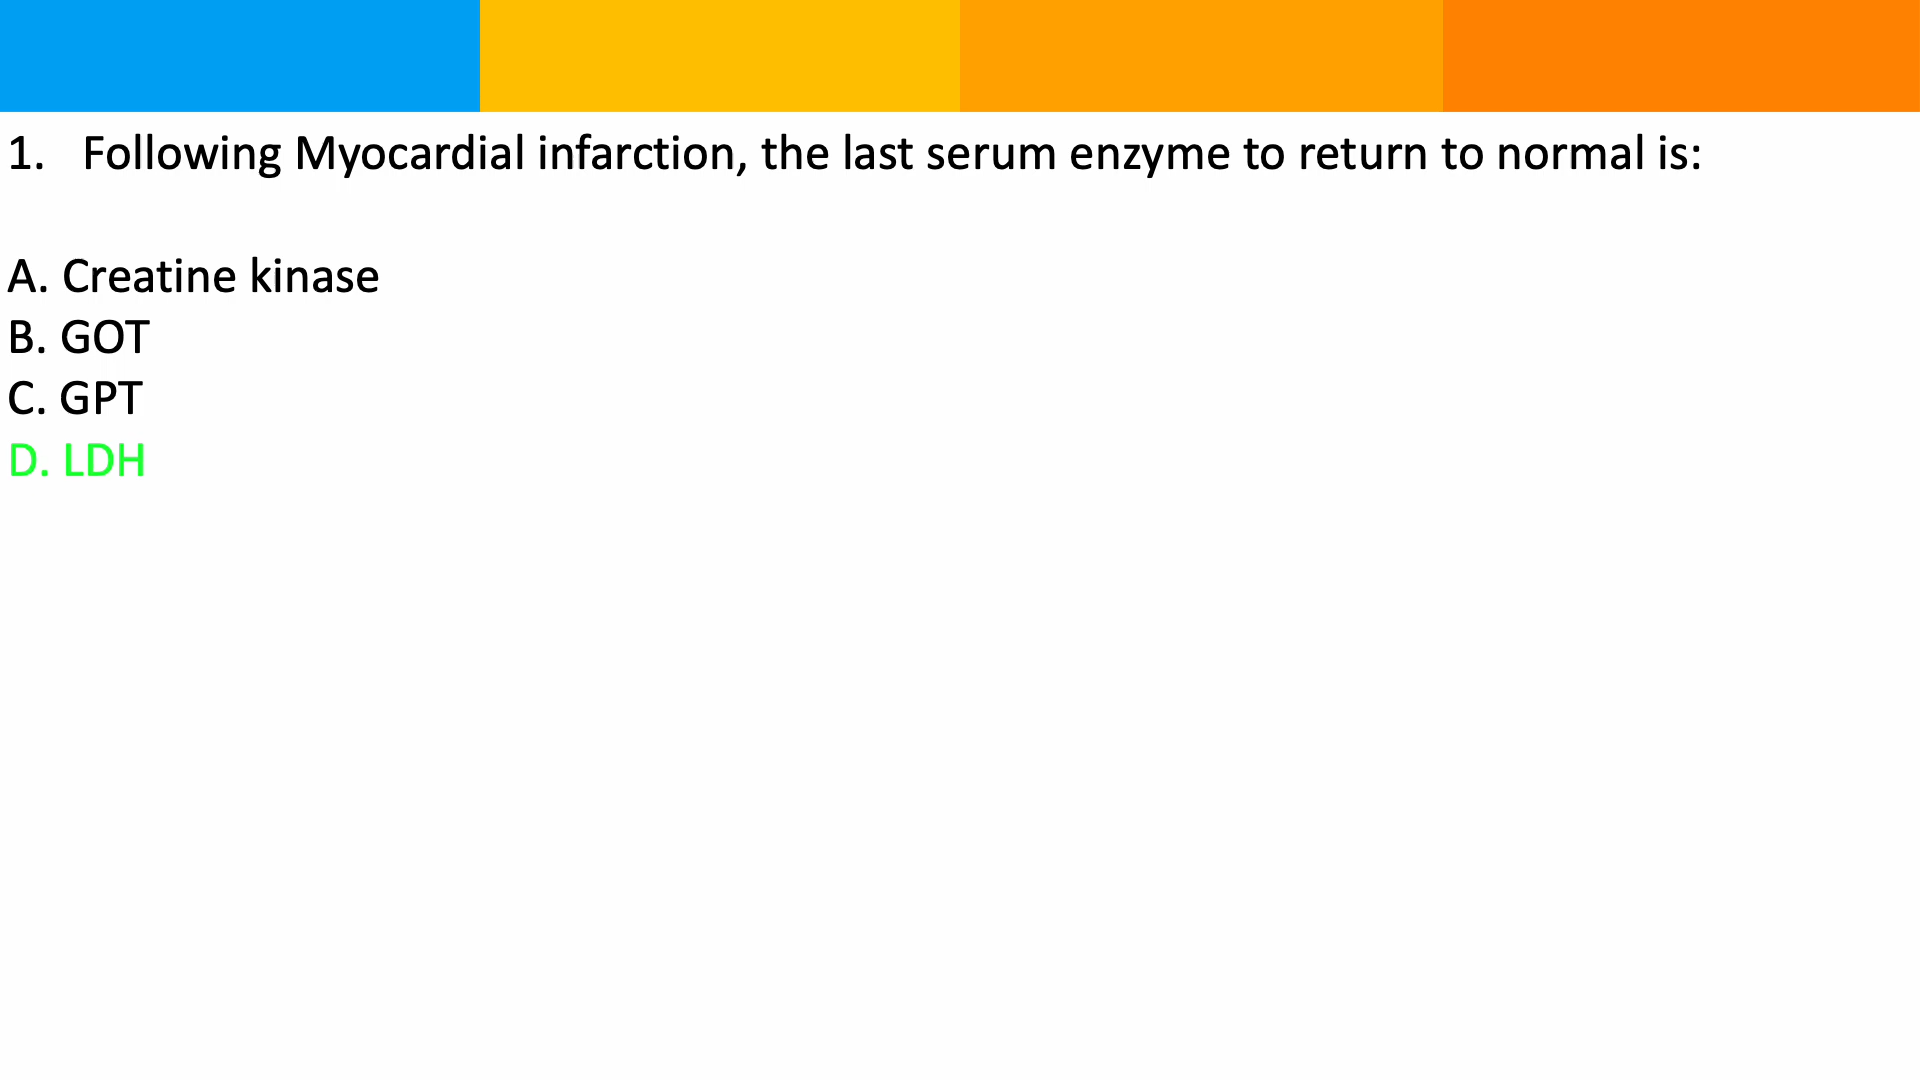 1. Following Myocardial infarction, the last serum enzyme to return to normal is:
A. Creatine kinase
B. GOT
C. GPT
D. LDH